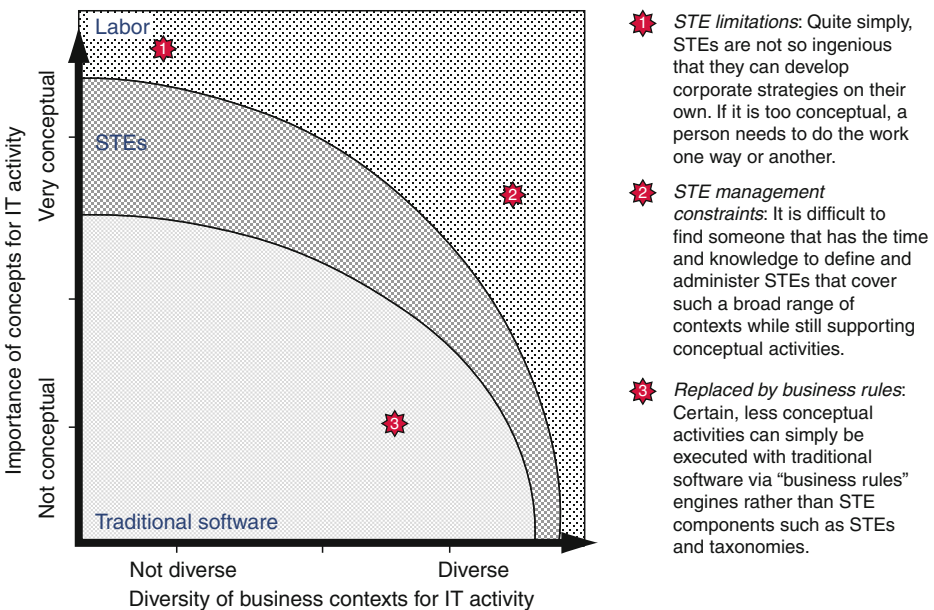 Labor
1
STEs
2
3
Traditional software
Importance of concepts for IT activity
Very conceptual
Not conceptual
Not diverse
Diverse
Diversity of business contexts for IT activity
1
STE limitations: Quite simply,
STEs are not so ingenious
that they can develop
corporate strategies on their
own. If it is too conceptual, a
person needs to do the work
one way or another.
2
STE management
constraints: It is difficult to
find someone that has the time
and knowledge to define and
administer STEs that cover
such a broad range of
contexts while still supporting
conceptual activities.
3
Replaced by business rules:
Certain, less conceptual
activities can simply be
executed with traditional
software via “business rules”
engines rather than STE
components such as STEs
and taxonomies.